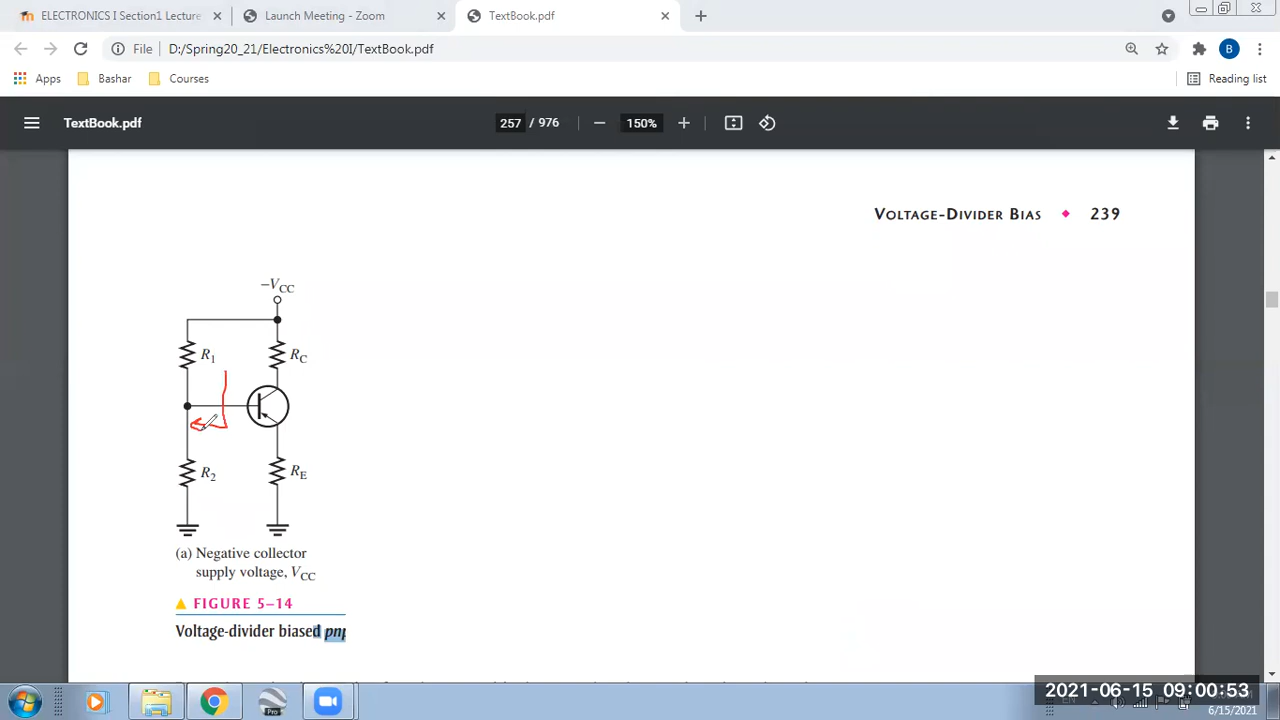 ELECTRONICS I Section1 Lecture
Launch Meeting - Zoom
TextBook.pdf
File
D:/Spring20_21/Electronics%20I/TextBook.pdf
B
Apps
Bashar
Courses
Reading list
TextBook.pdf
257 / 976
150%
VOLTAGE-DIVIDER BIAS ◆ 239
–VCC
R1
RC
R2
RE
(a) Negative collector
supply voltage, VCC
▲ FIGURE 5–14
Voltage-divider biased pnp
Pro
2021-06-15 09:00:53
6/15/2021